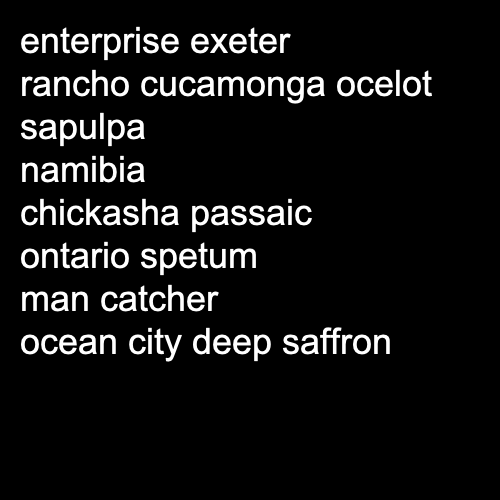 enterprise exeter
rancho cucamonga ocelot
sapulpa
namibia
chickasha passaic
ontario spetum
man catcher
ocean city deep saffron